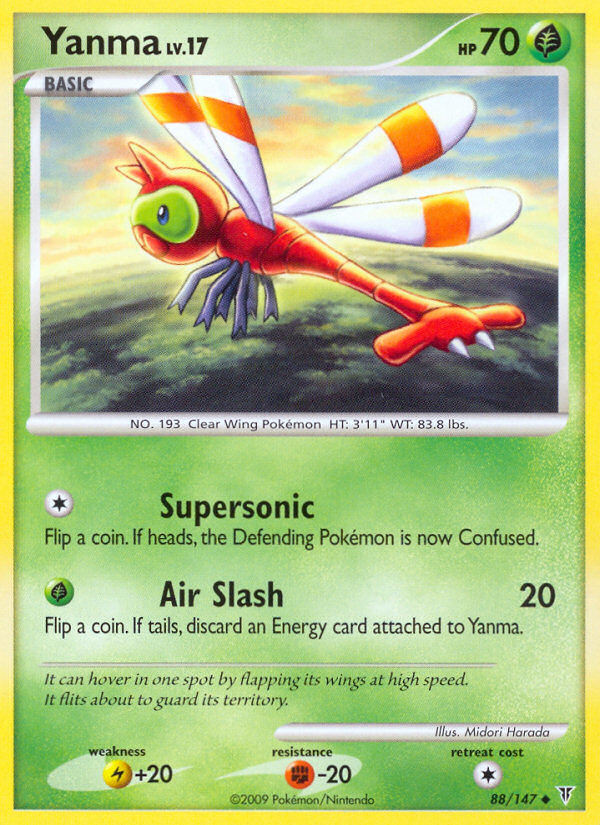 Yanma LV.17
HP 70
BASIC
NO. 193 Clear Wing Pokémon HT: 3'11" WT: 83.8 lbs.
Supersonic
Flip a coin. If heads, the Defending Pokémon is now Confused.
Air Slash 20
Flip a coin. If tails, discard an Energy card attached to Yanma.
It can hover in one spot by flapping its wings at high speed.
It flits about to guard its territory.
Illus. Midori Harada
weakness resistance retreat cost
+20 -20
©2009 Pokémon/Nintendo 88/147